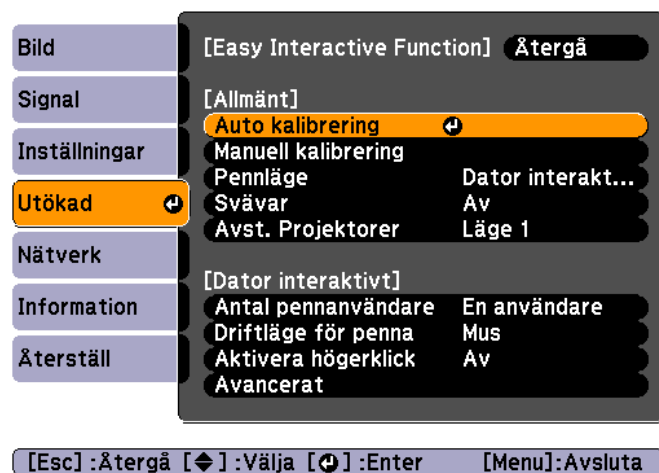 Bild
Signal
Inställningar
Utökad
Nätverk
Information
Återställ
[Easy Interactive Function] Återgå
[Allmänt]
Auto kalibrering
Manuell kalibrering
Pennläge Dator interakt...
Svävar Av
Avst. Projektorer Läge 1
[Dator interaktivt]
Antal pennanvändare En användare
Driftläge för penna Mus
Aktivera högerklick Av
Avancerat
[Esc] :Återgå [◆] :Välja [⏎] :Enter [Menu]:Avsluta